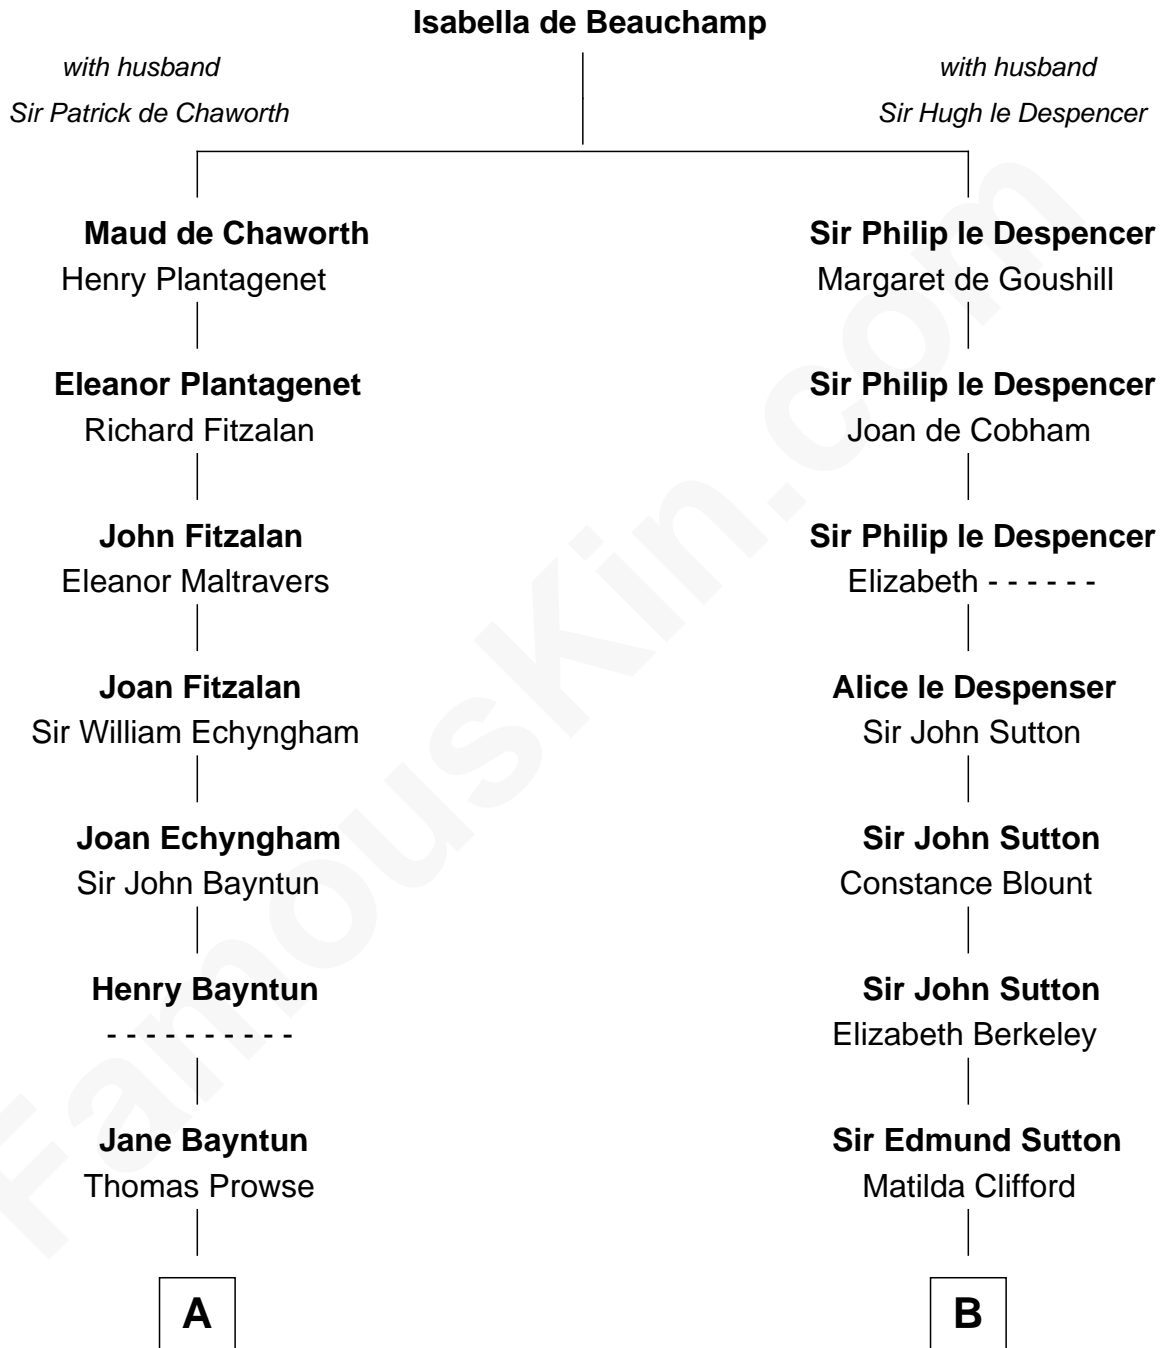 Isabella de Beauchamp
with husband
Sir Patrick de Chaworth
with husband
Sir Hugh le Despencer
Maud de Chaworth
Henry Plantagenet
Sir Philip le Despencer
Margaret de Goushill
Eleanor Plantagenet
Richard Fitzalan
Sir Philip le Despencer
Joan de Cobham
John Fitzalan
Eleanor Maltravers
Sir Philip le Despencer
Elizabeth - - - - - -
Joan Fitzalan
Sir William Echyngham
Alice le Despenser
Sir John Sutton
Joan Echyngham
Sir John Bayntun
Sir John Sutton
Constance Blount
Henry Bayntun
- - - - - - - - - -
Sir John Sutton
Elizabeth Berkeley
Jane Bayntun
Thomas Prowse
Sir Edmund Sutton
Matilda Clifford
A
B
FamousKin.com